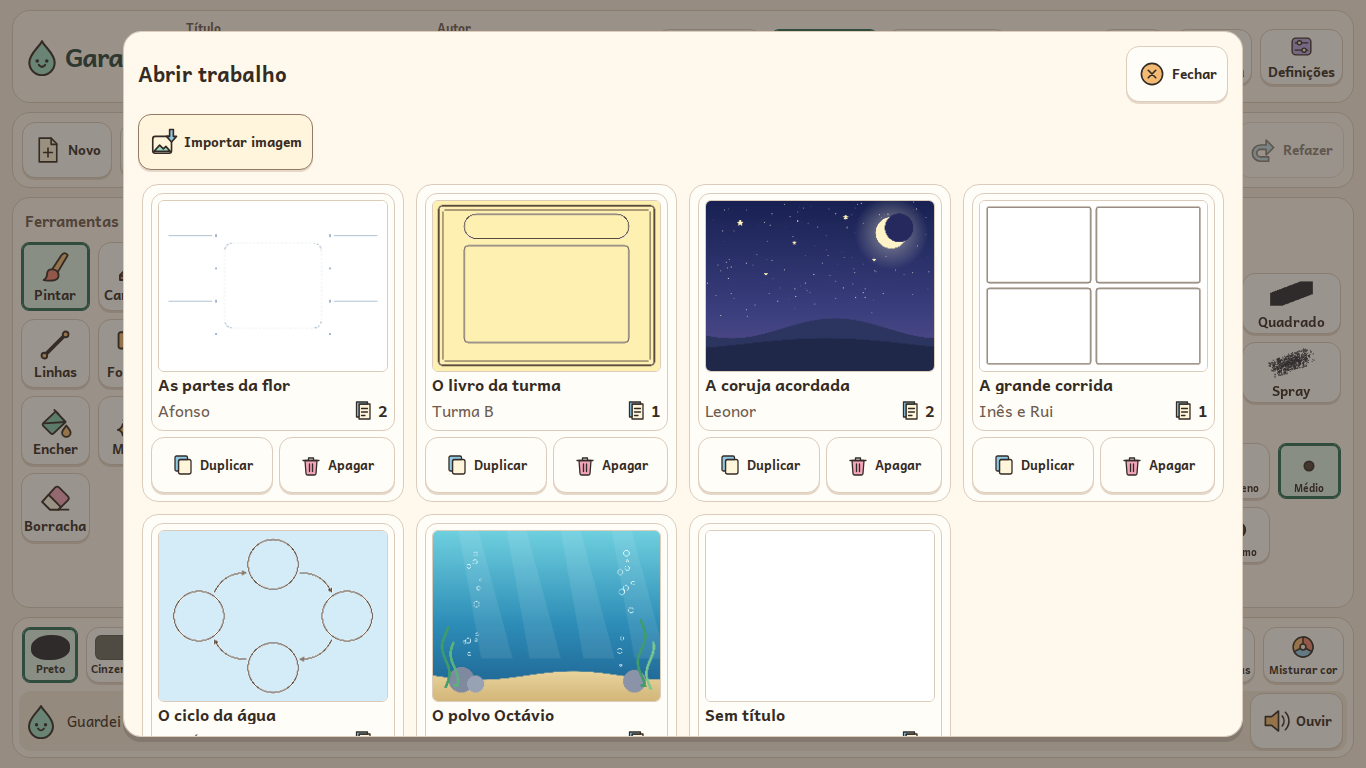 Título
Autor
Gara
Definições
Abrir trabalho
Fechar
Novo
Importar imagem
Refazer
Ferramentas
Pintar
Linhas
Encher
Borracha
As partes da flor
Afonso
2
Duplicar
Apagar
O livro da turma
Turma B
1
Duplicar
Apagar
A coruja acordada
Leonor
2
Duplicar
Apagar
A grande corrida
Inês e Rui
1
Duplicar
Apagar
O ciclo da água
O polvo Octávio
Sem título
Quadrado
Spray
Médio
Preto
Misturar cor
Guardei
Ouvir